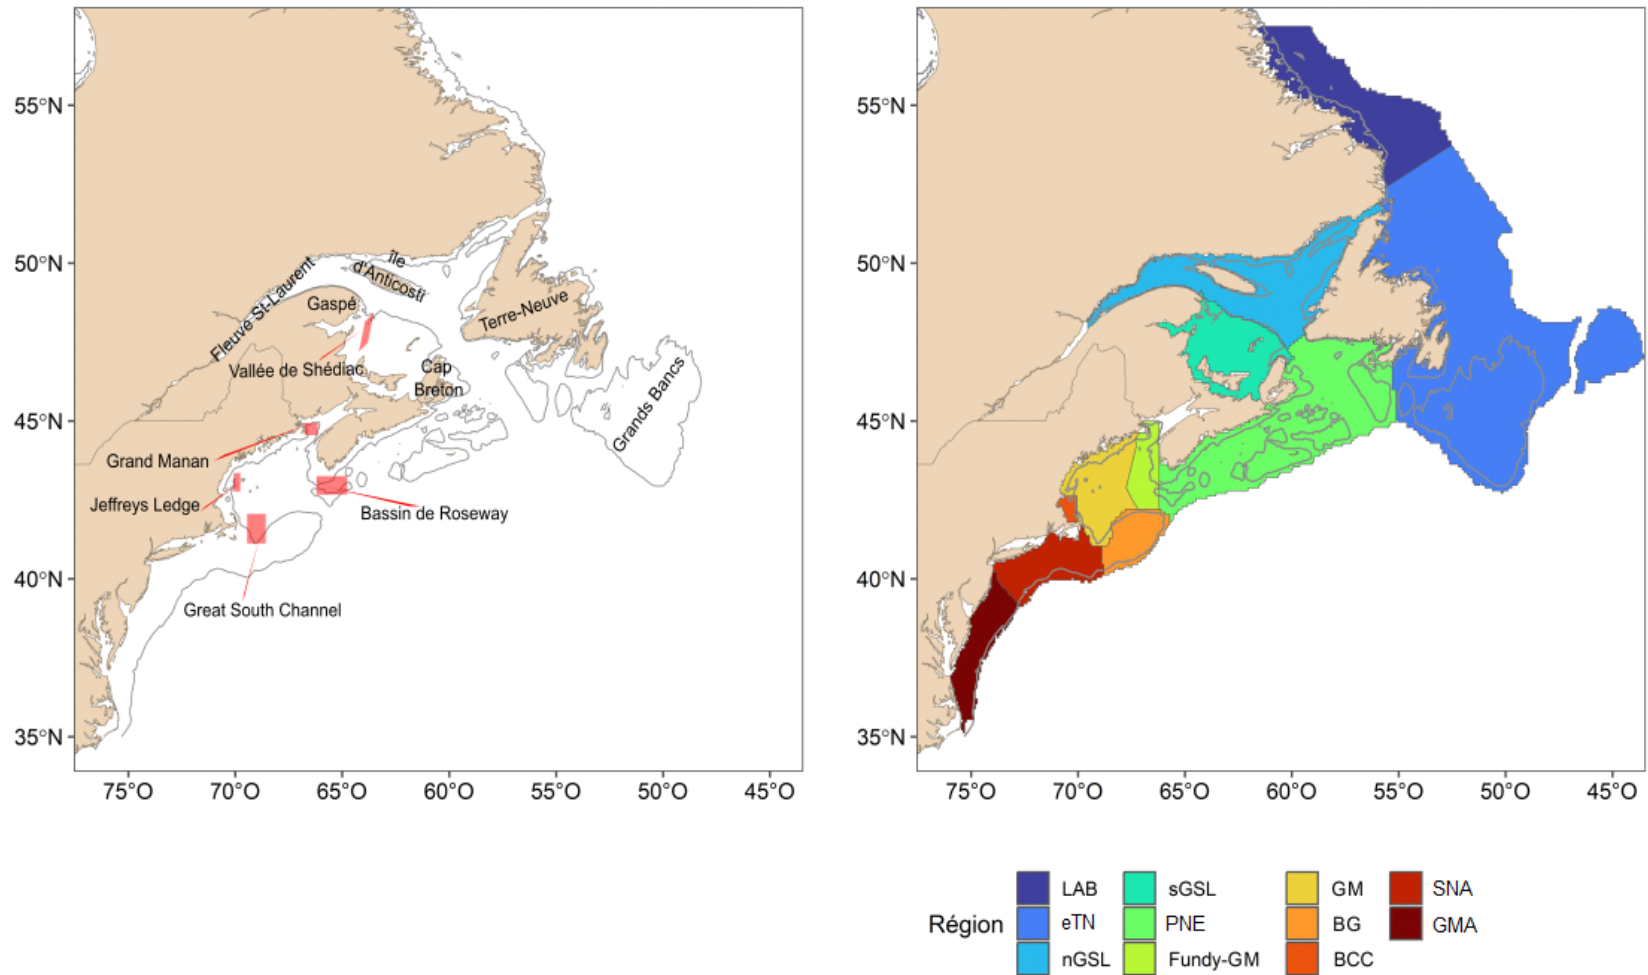 55°N
50°N
45°N
40°N
35°N
75°O
70°O
65°O
60°O
55°O
50°O
45°O
Fleuve St-Laurent
île
d'Anticosti
Gaspé
Terre-Neuve
Vallée de Shédiac
Cap
Breton
Grands Bancs
Grand Manan
Jeffreys Ledge
Bassin de Roseway
Great South Channel
55°N
50°N
45°N
40°N
35°N
75°O
70°O
65°O
60°O
55°O
50°O
45°O
Région
LAB
eTN
nGSL
sGSL
PNE
Fundy-GM
GM
BG
BCC
SNA
GMA